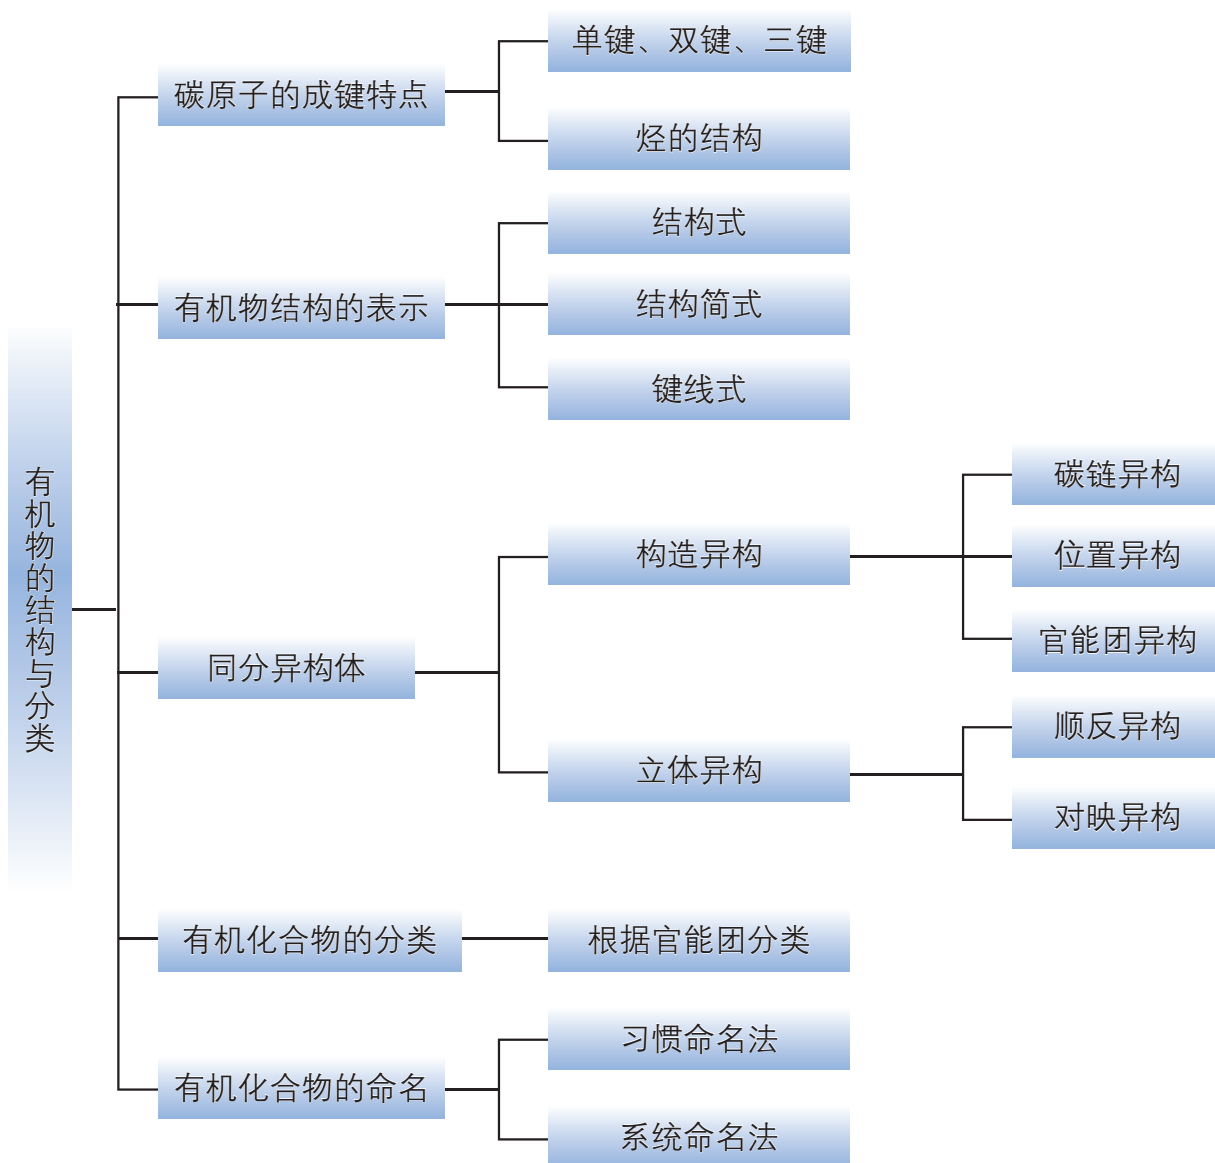 有机物的结构与分类
碳原子的成键特点
单键、双键、三键
烃的结构
有机物结构的表示
结构式
结构简式
键线式
同分异构体
构造异构
碳链异构
位置异构
官能团异构
立体异构
顺反异构
对映异构
有机化合物的分类
根据官能团分类
有机化合物的命名
习惯命名法
系统命名法